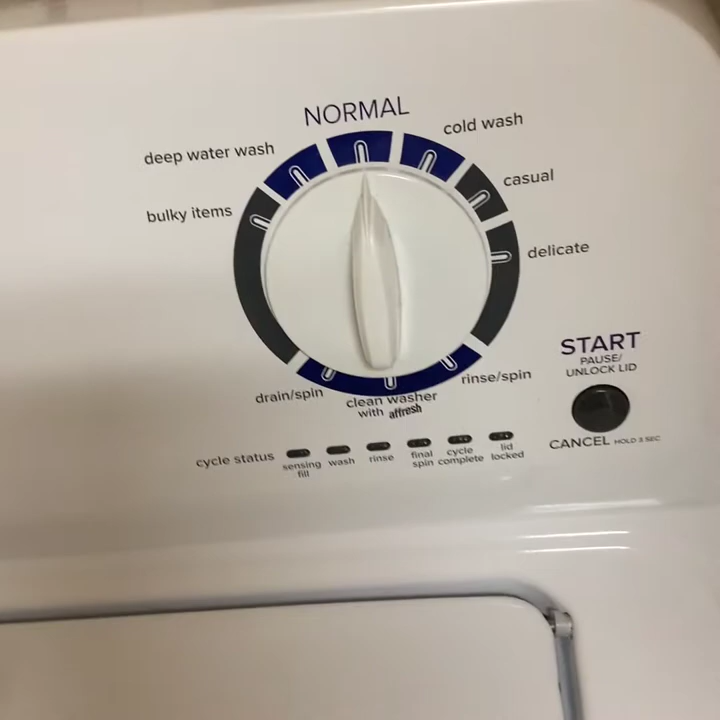 NORMAL
deep water wash
cold wash
bulky items
casual
delicate
drain/spin
clean washer
with affresh
rinse/spin
START
PAUSE/
UNLOCK LID
CANCEL HOLD 3 SEC
cycle status
sensing
fill
wash
rinse
final
spin
cycle
complete
lid
locked